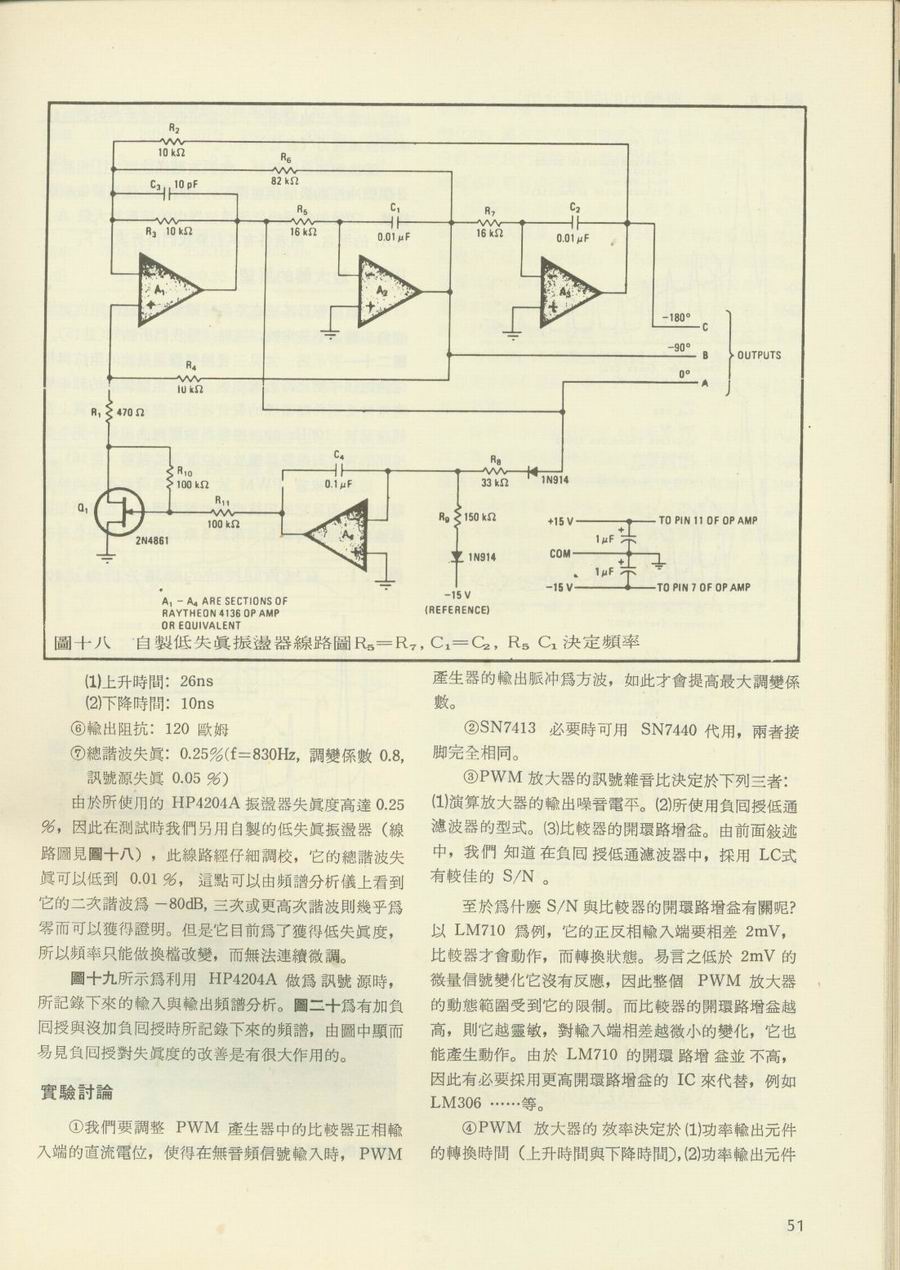 R₂
10 kΩ
R₆
82 kΩ
C₃ 10 pF
R₃ 10 kΩ
R₅
16 kΩ
C₁
0.01 μF
R₇
16 kΩ
C₂
0.01 μF
A₁
A₂
A₃
−180°
C
−90°
B
OUTPUTS
0°
A
R₄
10 kΩ
R₁ 470 Ω
R₁₀
100 kΩ
Q₁
2N4861
R₁₁
100 kΩ
C₄
0.1 μF
A₄
R₈
33 kΩ
1N914
R₉ 150 kΩ
1N914
−15 V
(REFERENCE)
+15 V
TO PIN 11 OF OP AMP
1 μF
COM
1 μF
−15 V
TO PIN 7 OF OP AMP
A₁ – A₄ ARE SECTIONS OF
RAYTHEON 4136 OP AMP
OR EQUIVALENT
圖十八 自製低失眞振盪器線路圖R₅=R₇, C₁=C₂, R₅ C₁ 決定頻率
(1)上升時間：26ns
(2)下降時間：10ns
⑥輸出阻抗：120 歐姆
⑦總諧波失眞：0.25%(f=830Hz, 調變係數 0.8,
訊號源失眞 0.05 %)
由於所使用的 HP4204A 振盪器失眞度高達 0.25
%，因此在測試時我們另用自製的低失眞振盪器（線
路圖見圖十八），此線路經仔細調校，它的總諧波失
眞可以低到 0.01 %， 這點可以由頻譜分析儀上看到
它的二次諧波爲 −80dB, 三次或更高次諧波則幾乎爲
零而可以獲得證明。但是它目前爲了獲得低失眞度，
所以頻率只能做換檔改變，而無法連續微調。
圖十九所示爲利用 HP4204A 做爲 訊號 源時，
所記錄下來的輸入與輸出頻譜分析。圖二十爲有加負
囘授與沒加負囘授時所記錄下來的頻譜，由圖中顯而
易見負囘授對失眞度的改善是有很大作用的。
實驗討論
①我們要調整 PWM 產生器中的比較器正相輸
入端的直流電位，使得在無音頻信號輸入時， PWM
產生器的輸出脈冲爲方波，如此才會提高最大調變係
數。
②SN7413 必要時可用 SN7440 代用，兩者接
脚完全相同。
③PWM 放大器的訊號雜音比決定於下列三者：
(1)演算放大器的輸出噪音電平。(2)所使用負囘授低通
濾波器的型式。(3)比較器的開環路增益。由前面敍述
中，我們 知道 在負囘 授低通濾波器中，採用 LC式
有較佳的 S/N 。
至於爲什麽 S/N 與比較器的開環路增益有關呢?
以 LM710 爲例，它的正反相輸入端要相差 2mV，
比較器才會動作，而轉換狀態。易言之低於 2mV 的
微量信號變化它沒有反應，因此整個 PWM 放大器
的動態範圍受到它的限制。而比較器的開環路增益越
高，則它越靈敏，對輸入端相差越微小的變化，它也
能產生動作。由於 LM710 的開環 路增 益並 不高，
因此有必要採用更高開環路增益的 IC 來代替，例如
LM306 ……等。
④PWM 放大器的 效率決定於 (1)功率輸出元件
的轉換時間（上升時間與下降時間），(2)功率輸出元件
51